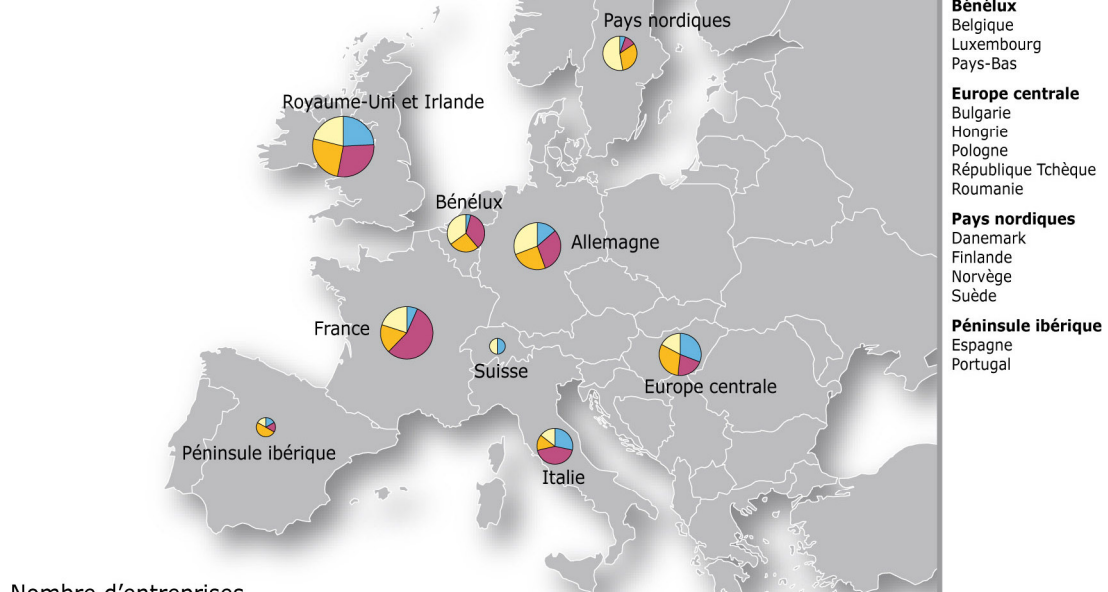 Pays nordiques
Royaume-Uni et Irlande
Bénélux
Allemagne
France
Suisse
Europe centrale
Péninsule ibérique
Italie
Nombre d'entreprises
Bénélux
Belgique
Luxembourg
Pays-Bas
Europe centrale
Bulgarie
Hongrie
Pologne
République Tchèque
Roumanie
Pays nordiques
Danemark
Finlande
Norvège
Suède
Péninsule ibérique
Espagne
Portugal